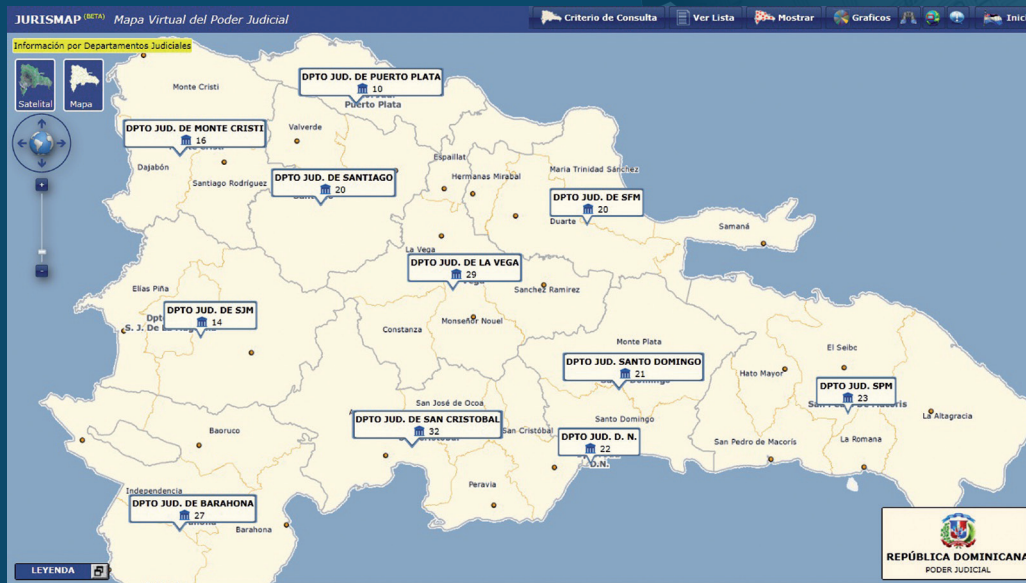 JURISMAP (BETA) Mapa Virtual del Poder Judicial
Criterio de Consulta
Ver Lista
Mostrar
Graficos
Inici
Información por Departamentos Judiciales
Satelital
Mapa
Monte Cristi
DPTO JUD. DE PUERTO PLATA
10
Puerto Plata
DPTO JUD. DE MONTE CRISTI
16
Valverde
Dajabón
Santiago Rodríguez
DPTO JUD. DE SANTIAGO
20
Espaillat
Hermanas Mirabal
Maria Trinidad Sánchez
DPTO JUD. DE SFM
20
Duarte
Samaná
La Vega
DPTO JUD. DE LA VEGA
29
Sanchez Ramirez
Elías Piña
DPTO JUD. DE SJM
14
Constanza
Monseñor Nouel
Monte Plata
DPTO JUD. SANTO DOMINGO
21
El Seibo
Hato Mayor
DPTO JUD. SPM
23
La Altagracia
San José de Ocoa
DPTO JUD. DE SAN CRISTOBAL
32
San Cristóbal
Santo Domingo
DPTO JUD. D. N.
22
D.N.
San Pedro de Macorís
La Romana
Baoruco
Peravia
Independencia
DPTO JUD. DE BARAHONA
27
Barahona
LEYENDA
REPÚBLICA DOMINICANA
PODER JUDICIAL